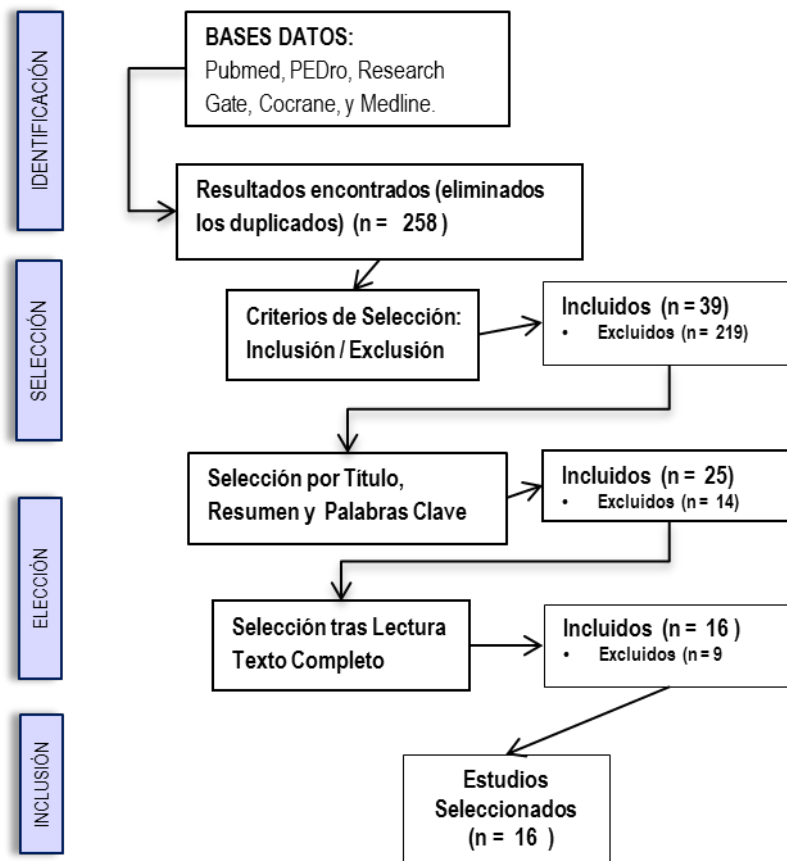 IDENTIFICACIÓN
BASES DATOS:
Pubmed, PEDro, Research
Gate, Cocrane, y Medline.
Resultados encontrados (eliminados
los duplicados) (n = 258 )
SELECCIÓN
Criterios de Selección:
Inclusión / Exclusión
Incluidos (n = 39)
• Excluidos (n = 219)
Selección por Título,
Resumen y Palabras Clave
Incluidos (n = 25)
• Excluidos (n = 14)
ELECCIÓN
Selección tras Lectura
Texto Completo
Incluidos (n = 16 )
• Excluidos (n = 9
INCLUSIÓN
Estudios
Seleccionados
(n = 16 )